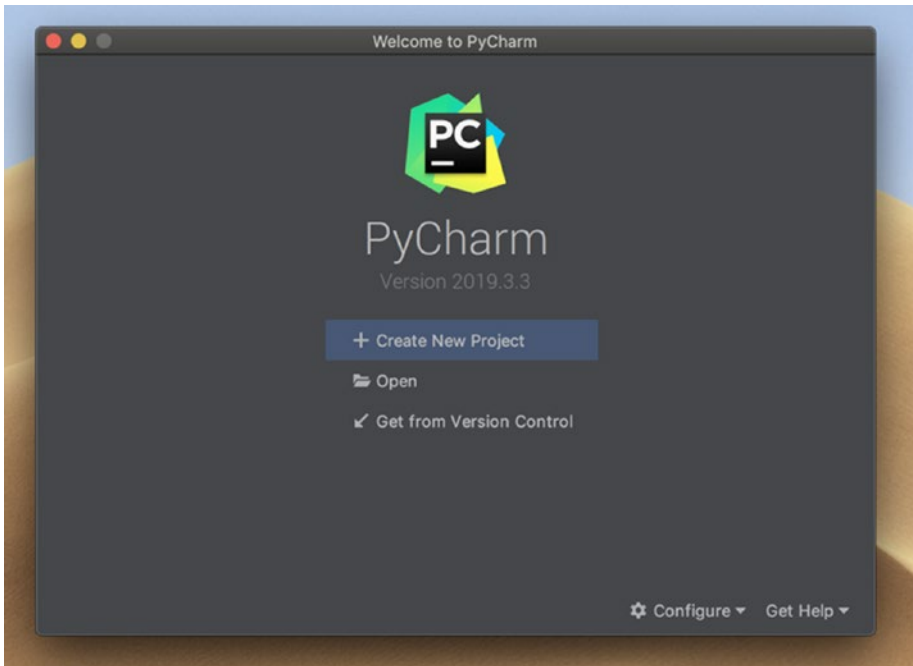 Welcome to PyCharm
PC
PyCharm
Version 2019.3.3
Create New Project
Open
Get from Version Control
Configure
Get Help